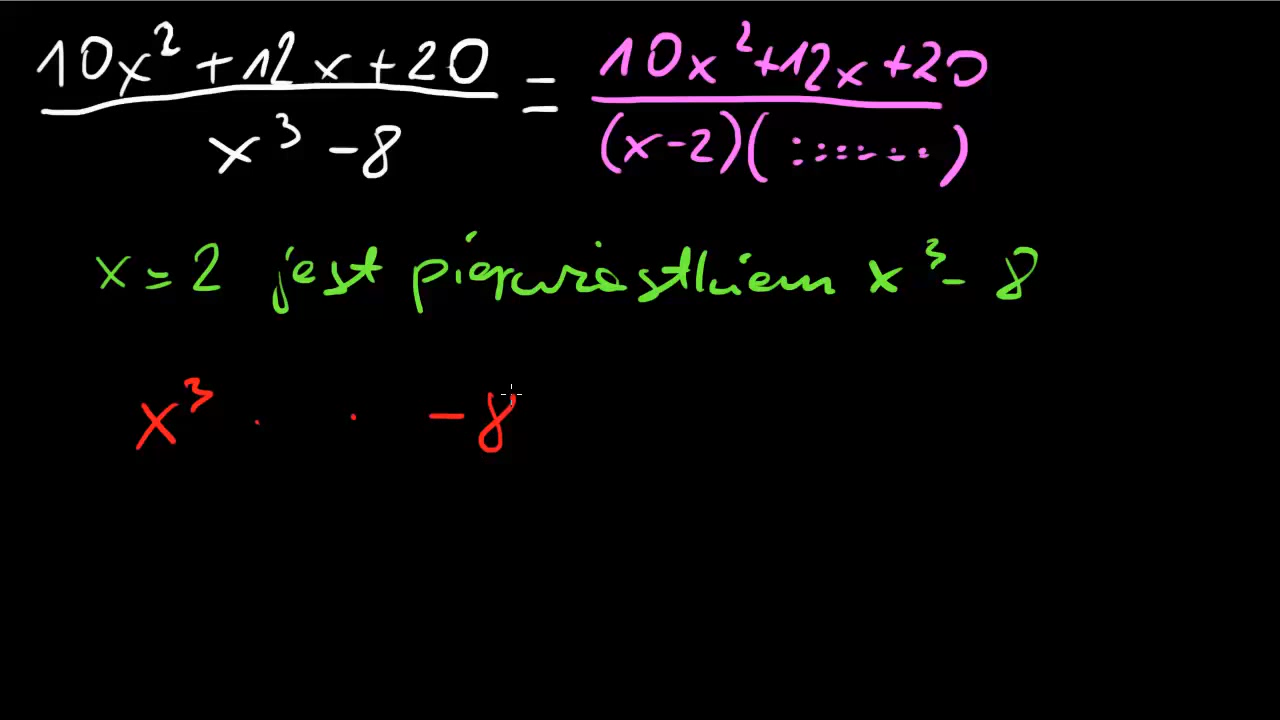 10x²+12x+20 / x³-8 = 10x²+12x+20 / (x-2)(:::::.....)
x=2 jest pierwiastkiem x³-8
x³ . . -8